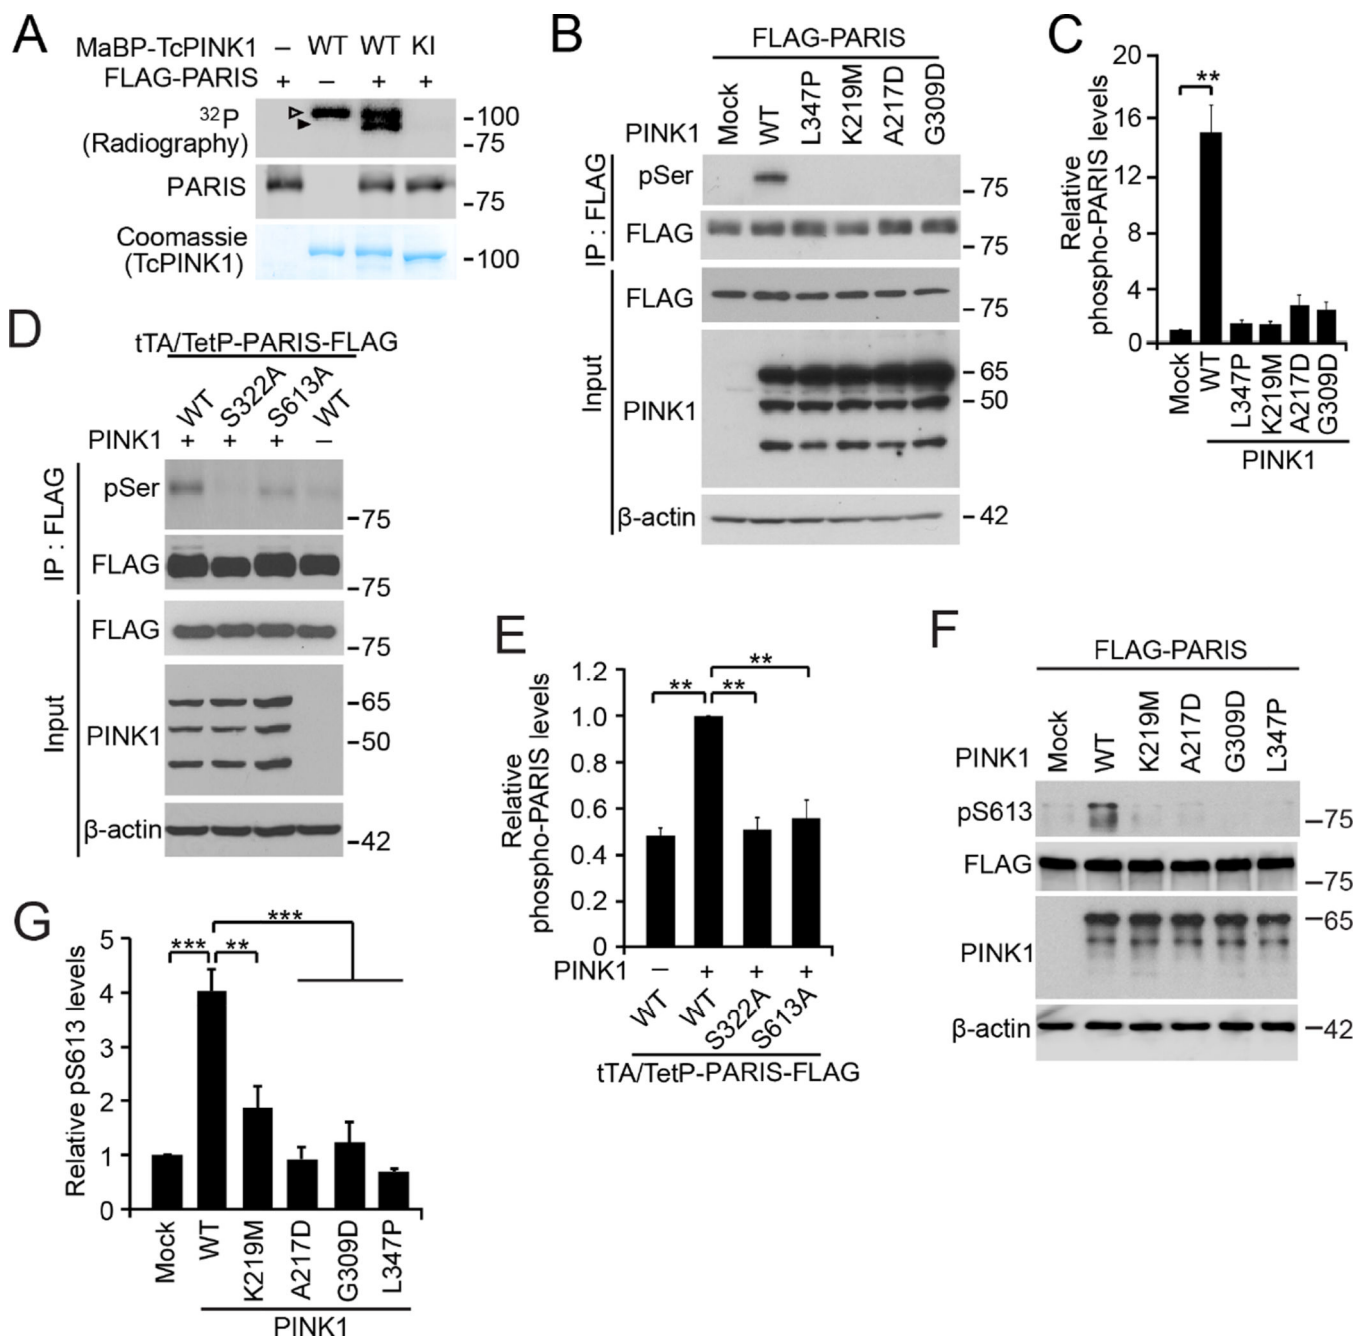 A
MaBP-TcPINK1 – WT WT KI
FLAG-PARIS + – + +
32P
(Radiography)
-100
-75
PARIS
-75
Coomassie
(TcPINK1)
-100
B
FLAG-PARIS
PINK1 Mock WT L347P K219M A217D G309D
IP : FLAG
pSer
- 75
FLAG
- 75
Input
FLAG
- 75
PINK1
- 65
- 50
β-actin
- 42
C
Relative
phospho-PARIS levels
20
16
12
8
4
0
**
Mock WT L347P K219M A217D G309D
PINK1
D
tTA/TetP-PARIS-FLAG
WT S322A S613A WT
PINK1 + + + –
IP : FLAG
pSer
-75
FLAG
-75
Input
FLAG
-75
PINK1
-65
-50
β-actin
-42
E
Relative
phospho-PARIS levels
1.2
1.0
0.8
0.6
0.4
0.2
0
** ** **
PINK1 – + + +
WT WT S322A S613A
tTA/TetP-PARIS-FLAG
F
FLAG-PARIS
PINK1 Mock WT K219M A217D G309D L347P
pS613
-75
FLAG
-75
PINK1
-65
β-actin
-42
G
Relative pS613 levels
5
4
3
2
1
0
*** ** ***
Mock WT K219M A217D G309D L347P
PINK1